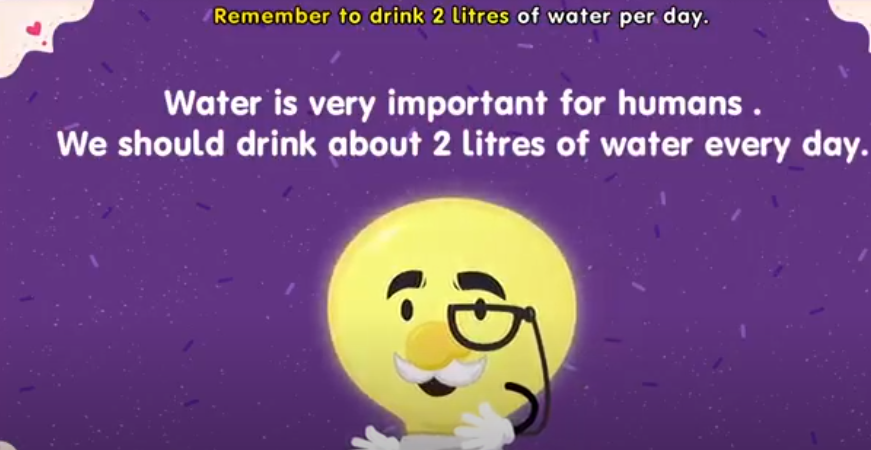 Remember to drink 2 litres of water per day.
Water is very important for humans .
We should drink about 2 litres of water every day.